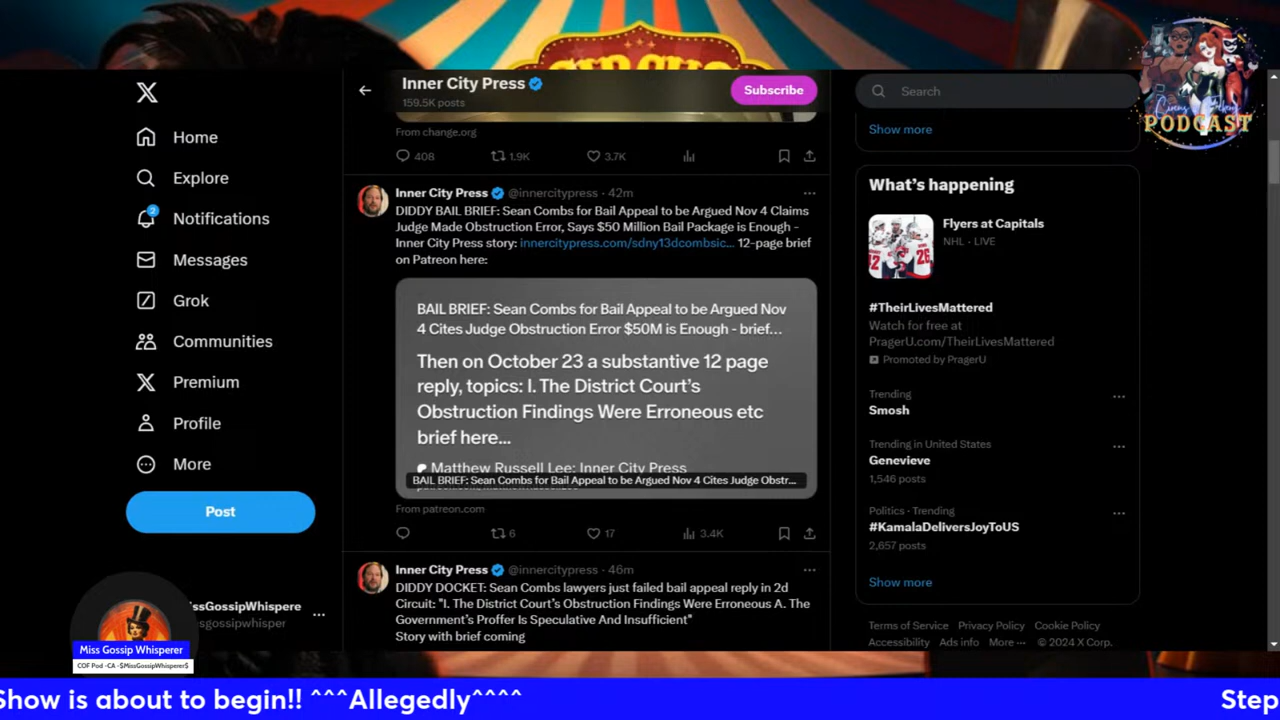 PODCAST
Inner City Press
159.5K posts
Subscribe
Search
From change.org
408
1.9K
3.7K
Show more
Home
Explore
2
Notifications
Messages
Grok
Communities
Premium
Profile
More
Post
Inner City Press @innercitypress · 42m
DIDDY BAIL BRIEF: Sean Combs for Bail Appeal to be Argued Nov 4 Claims
Judge Made Obstruction Error, Says $50 Million Bail Package is Enough -
Inner City Press story: innercitypress.com/sdny13dcombsic... 12-page brief
on Patreon here:
BAIL BRIEF: Sean Combs for Bail Appeal to be Argued Nov
4 Cites Judge Obstruction Error $50M is Enough - brief...
Then on October 23 a substantive 12 page
reply, topics: I. The District Court's
Obstruction Findings Were Erroneous etc
brief here...
Matthew Russell Lee: Inner City Press
BAIL BRIEF: Sean Combs for Bail Appeal to be Argued Nov 4 Cites Judge Obstr...
From patreon.com
6
17
3.4K
Inner City Press @innercitypress · 46m
DIDDY DOCKET: Sean Combs lawyers just failed bail appeal reply in 2d
Circuit: "I. The District Court's Obstruction Findings Were Erroneous A. The
Government's Proffer Is Speculative And Insufficient"
Story with brief coming
What's happening
Flyers at Capitals
NHL · LIVE
#TheirLivesMattered
Watch for free at
PragerU.com/TheirLivesMattered
Promoted by PragerU
Trending
Smosh
Trending in United States
Genevieve
1,546 posts
Politics · Trending
#KamalaDeliversJoyToUS
2,657 posts
Show more
Terms of Service Privacy Policy Cookie Policy
Accessibility Ads info More ··· © 2024 X Corp.
ssGossipWhispere
sgossipwhisper
Miss Gossip Whisperer
COF Pod -CA -$MissGossipWhisperer$
Show is about to begin!! ^^^Allegedly^^^^
Step